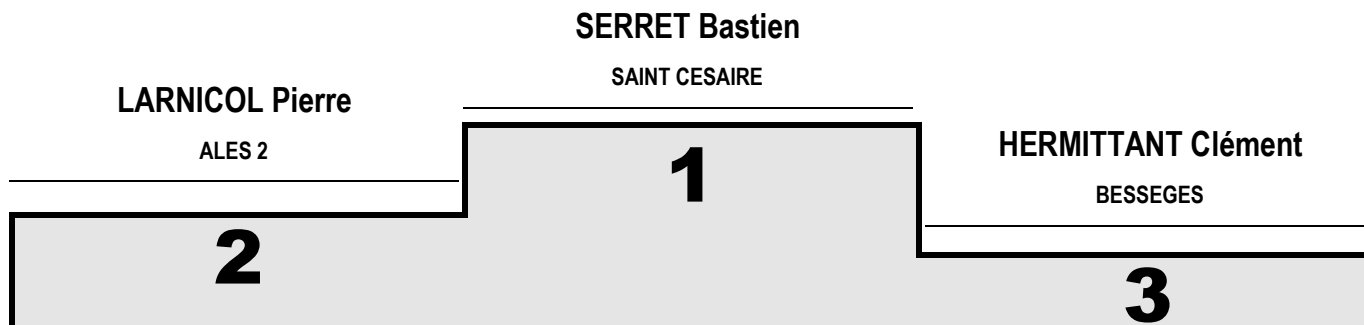 SERRET Bastien
SAINT CESAIRE
LARNICOL Pierre
ALES 2
HERMITTANT Clément
BESSEGES
1
2
3